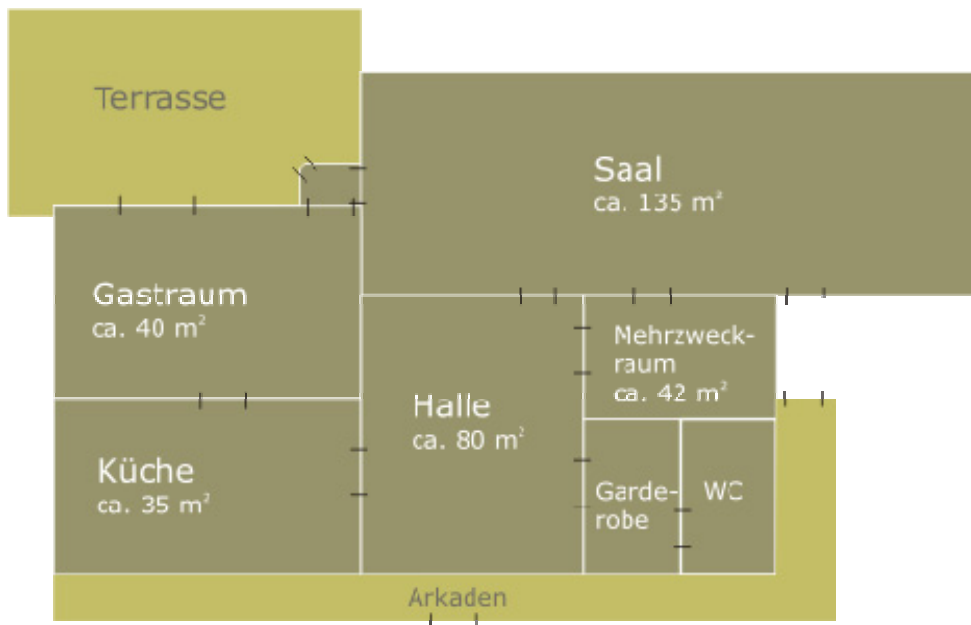 Terrasse
Saal
ca. 135 m²
Gastraum
ca. 40 m²
Mehrzweck-
raum
ca. 42 m²
Halle
ca. 80 m²
Küche
ca. 35 m²
Garde-
robe
WC
Arkaden